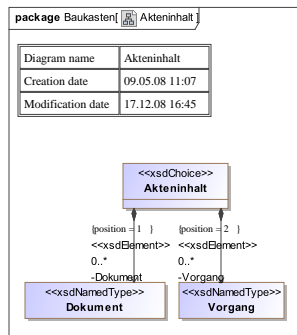 package Baukasten[ Akteninhalt ]
Diagram name Akteninhalt
Creation date 09.05.08 11:07
Modification date 17.12.08 16:45
<<xsdChoice>>
Akteninhalt
{position = 1 } {position = 2 }
<<xsdElement>> <<xsdElement>>
0..* 0..*
-Dokument -Vorgang
<<xsdNamedType>> <<xsdNamedType>>
Dokument Vorgang